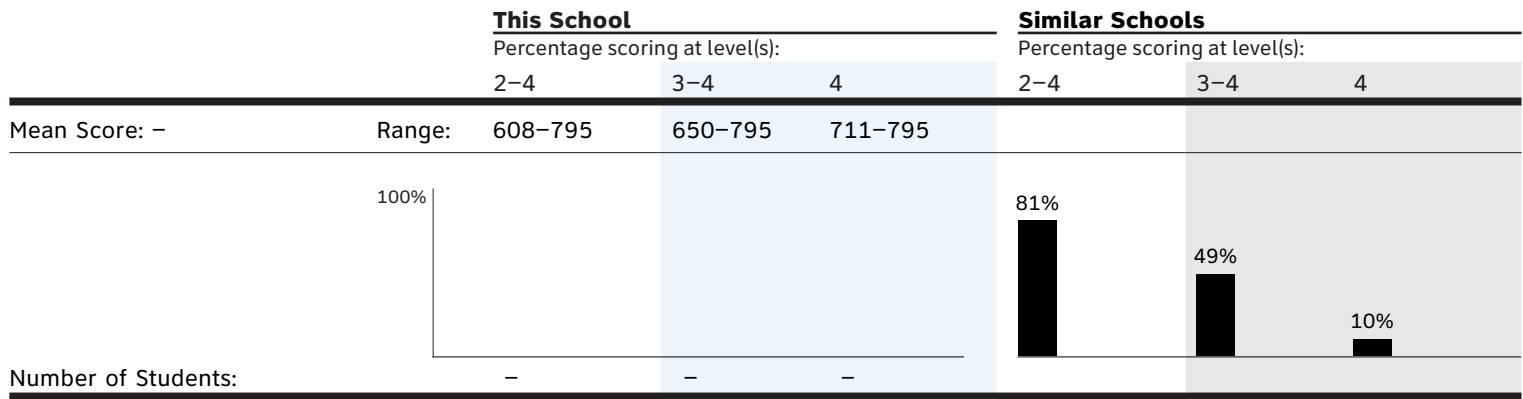 This School Similar Schools
Percentage scoring at level(s): Percentage scoring at level(s):
2–4 3–4 4 2–4 3–4 4
Mean Score: – Range: 608–795 650–795 711–795
100%
81%
49%
10%
Number of Students: – – –